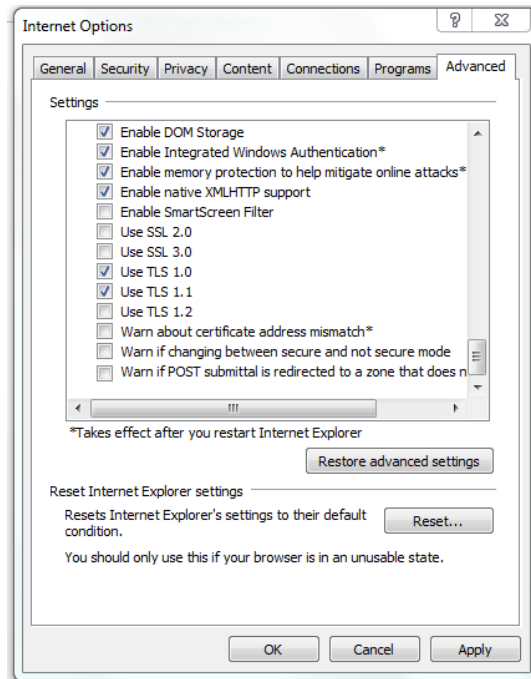 Internet Options
General Security Privacy Content Connections Programs Advanced
Settings
Enable DOM Storage
Enable Integrated Windows Authentication*
Enable memory protection to help mitigate online attacks*
Enable native XMLHTTP support
Enable SmartScreen Filter
Use SSL 2.0
Use SSL 3.0
Use TLS 1.0
Use TLS 1.1
Use TLS 1.2
Warn about certificate address mismatch*
Warn if changing between secure and not secure mode
Warn if POST submittal is redirected to a zone that does n
*Takes effect after you restart Internet Explorer
Restore advanced settings
Reset Internet Explorer settings
Resets Internet Explorer's settings to their default
condition.
Reset...
You should only use this if your browser is in an unusable state.
OK Cancel Apply